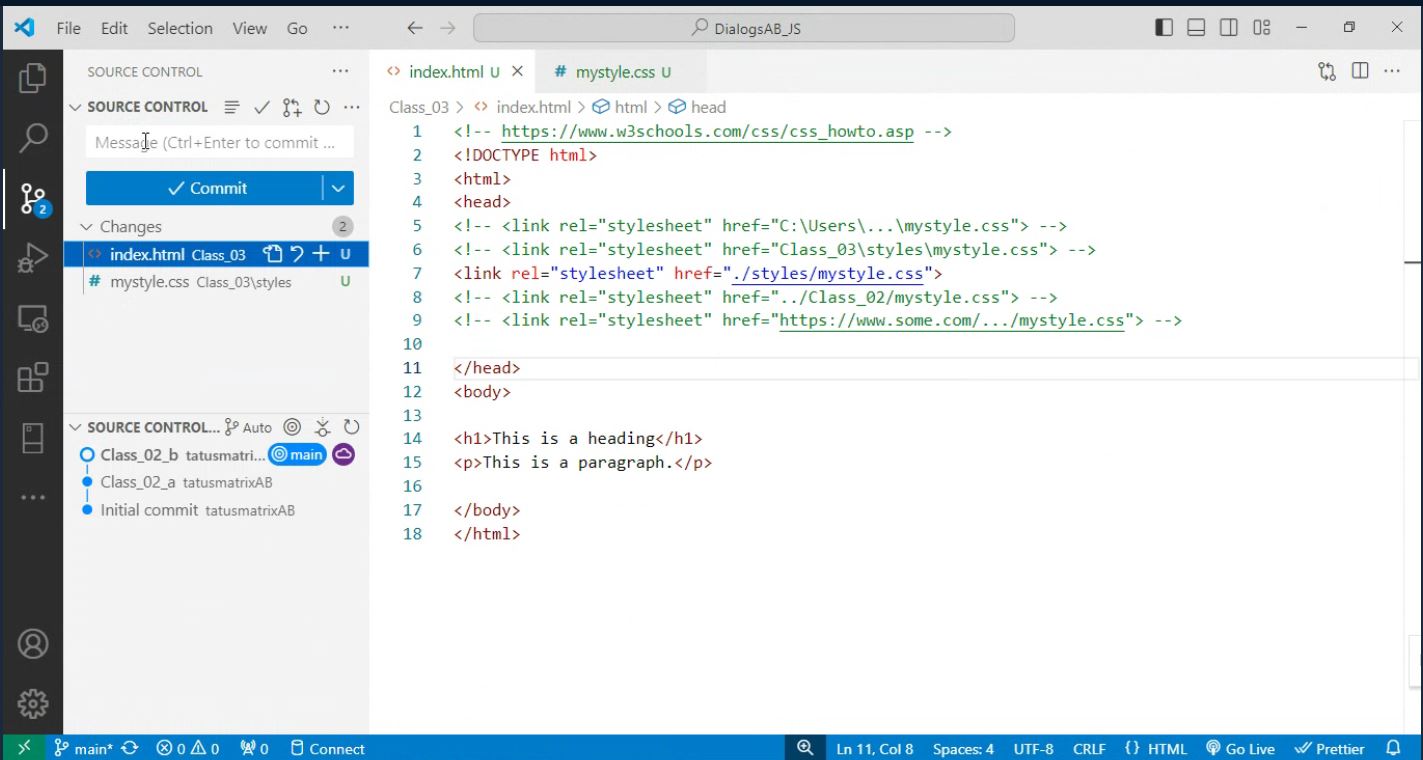 File Edit Selection View Go ··· DialogsAB_JS
SOURCE CONTROL ···
SOURCE CONTROL ···
Message (Ctrl+Enter to commit ...
Commit
Changes 2
index.html Class_03 U
mystyle.css Class_03\styles U
SOURCE CONTROL... Auto
Class_02_b tatusmatri... main
Class_02_a tatusmatrixAB
Initial commit tatusmatrixAB
2
index.html U mystyle.css U
Class_03 > index.html > html > head
1 <!-- https://www.w3schools.com/css/css_howto.asp -->
2 <!DOCTYPE html>
3 <html>
4 <head>
5 <!-- <link rel="stylesheet" href="C:\Users\...\mystyle.css"> -->
6 <!-- <link rel="stylesheet" href="Class_03\styles\mystyle.css"> -->
7 <link rel="stylesheet" href="./styles/mystyle.css">
8 <!-- <link rel="stylesheet" href="../Class_02/mystyle.css"> -->
9 <!-- <link rel="stylesheet" href="https://www.some.com/.../mystyle.css"> -->
10
11 </head>
12 <body>
13
14 <h1>This is a heading</h1>
15 <p>This is a paragraph.</p>
16
17 </body>
18 </html>
main* 0 0 0 Connect Ln 11, Col 8 Spaces: 4 UTF-8 CRLF {} HTML Go Live Prettier